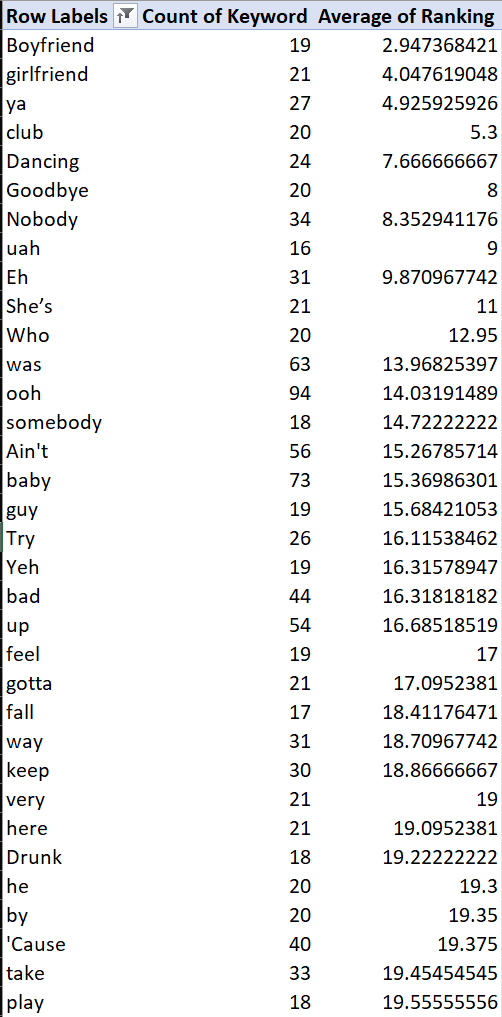 Row Labels Count of Keyword Average of Ranking
Boyfriend 19 2.947368421
girlfriend 21 4.047619048
ya 27 4.925925926
club 20 5.3
Dancing 24 7.666666667
Goodbye 20 8
Nobody 34 8.352941176
uah 16 9
Eh 31 9.870967742
She’s 21 11
Who 20 12.95
was 63 13.96825397
ooh 94 14.03191489
somebody 18 14.72222222
Ain't 56 15.26785714
baby 73 15.36986301
guy 19 15.68421053
Try 26 16.11538462
Yeh 19 16.31578947
bad 44 16.31818182
up 54 16.68518519
feel 19 17
gotta 21 17.0952381
fall 17 18.41176471
way 31 18.70967742
keep 30 18.86666667
very 21 19
here 21 19.0952381
Drunk 18 19.22222222
he 20 19.3
by 20 19.35
'Cause 40 19.375
take 33 19.45454545
play 18 19.55555556